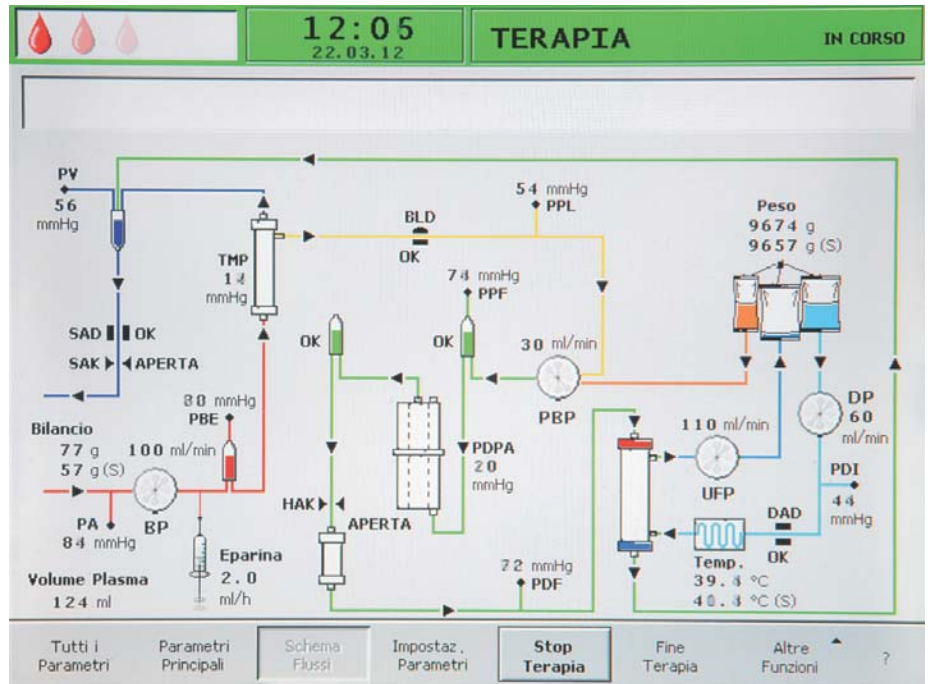 12:05
22.03.12
TERAPIA
IN CORSO
PV
56
mmHg
54 mmHg
PPL
BLD
OK
Peso
9674 g
9657 g (S)
TMP
mmHg
mmHg
PPF
SAD
OK
OK
OK
30 ml/min
SAK
APERTA
PBP
80 mmHg
PBE
DP
60
ml/min
Bilancio
77 g
57 g (S)
100 ml/min
110 ml/min
PDPA
20
mmHg
UFP
PDI
44
mmHg
HAK
APERTA
BP
PA
84 mmHg
DAD
OK
Eparina
2.0
ml/h
72 mmHg
PDF
Temp.
°C
°C (S)
Volume Plasma
124 ml
Tutti i
Parametri
Parametri
Principali
Schema
Flussi
Impostaz.
Parametri
Stop
Terapia
Fine
Terapia
Altre
Funzioni
?